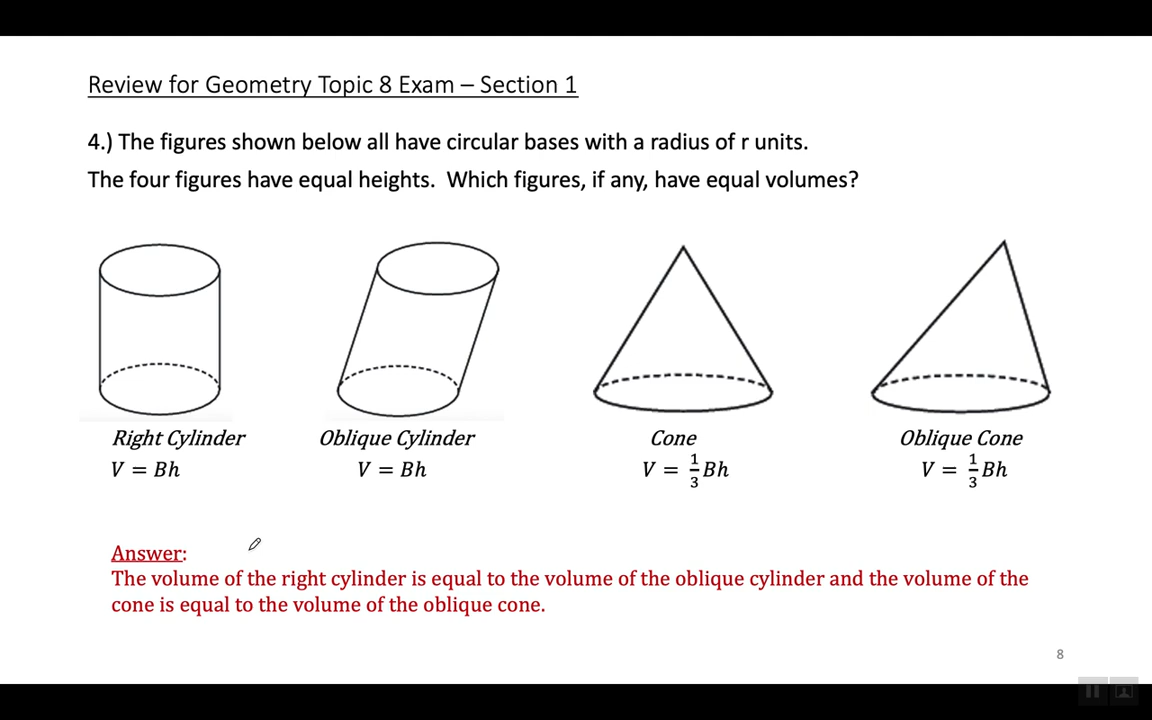 Review for Geometry Topic 8 Exam – Section 1
4.) The figures shown below all have circular bases with a radius of r units.
The four figures have equal heights.  Which figures, if any, have equal volumes?
Right Cylinder
V = Bh
Oblique Cylinder
V = Bh
Cone
V = 1/3 Bh
Oblique Cone
V = 1/3 Bh
Answer:
The volume of the right cylinder is equal to the volume of the oblique cylinder and the volume of the
cone is equal to the volume of the oblique cone.
8